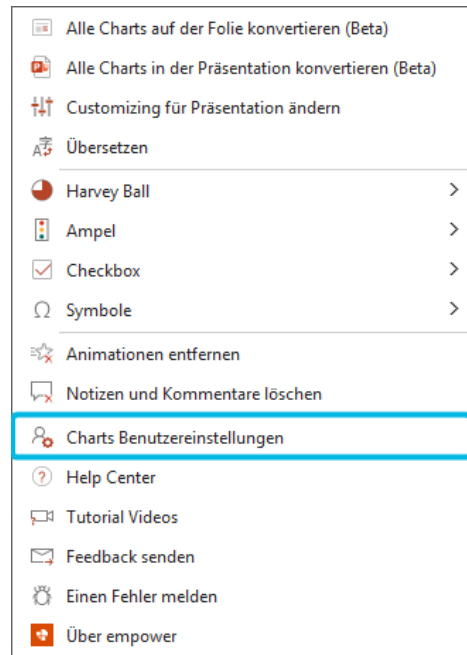 Alle Charts auf der Folie konvertieren (Beta)
Alle Charts in der Präsentation konvertieren (Beta)
Customizing für Präsentation ändern
Übersetzen
Harvey Ball
Ampel
Checkbox
Symbole
Animationen entfernen
Notizen und Kommentare löschen
Charts Benutzereinstellungen
Help Center
Tutorial Videos
Feedback senden
Einen Fehler melden
Über empower